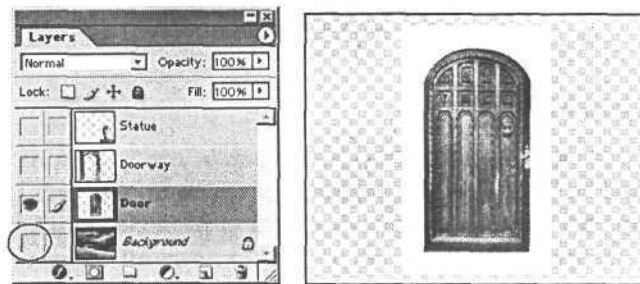 Layers
Normal Opacity: 100%
Lock: Fill: 100%
Statue
Doorway
Door
Background